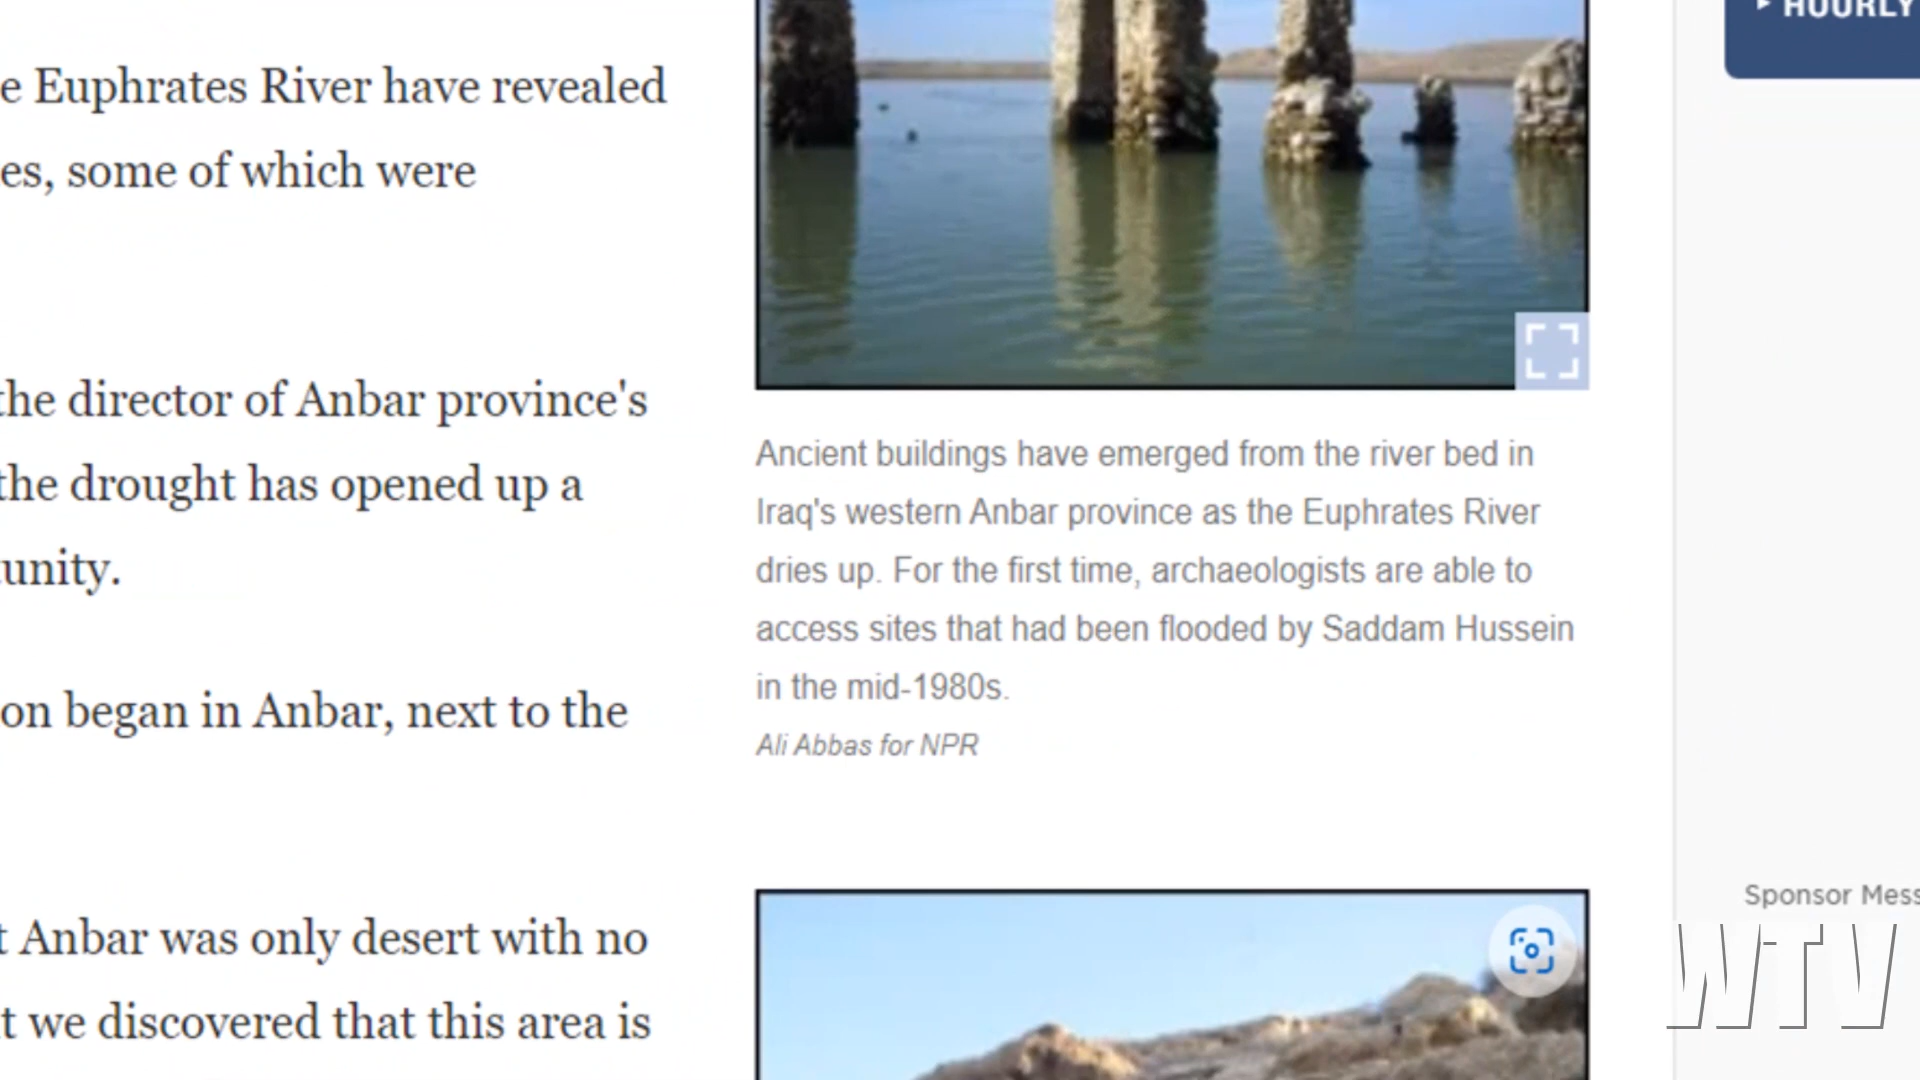 HOURLY
e Euphrates River have revealed
es, some of which were
the director of Anbar province's
the drought has opened up a
unity.
on began in Anbar, next to the
t Anbar was only desert with no
t we discovered that this area is
Ancient buildings have emerged from the river bed in
Iraq's western Anbar province as the Euphrates River
dries up. For the first time, archaeologists are able to
access sites that had been flooded by Saddam Hussein
in the mid-1980s.
Ali Abbas for NPR
Sponsor Mess
WTV